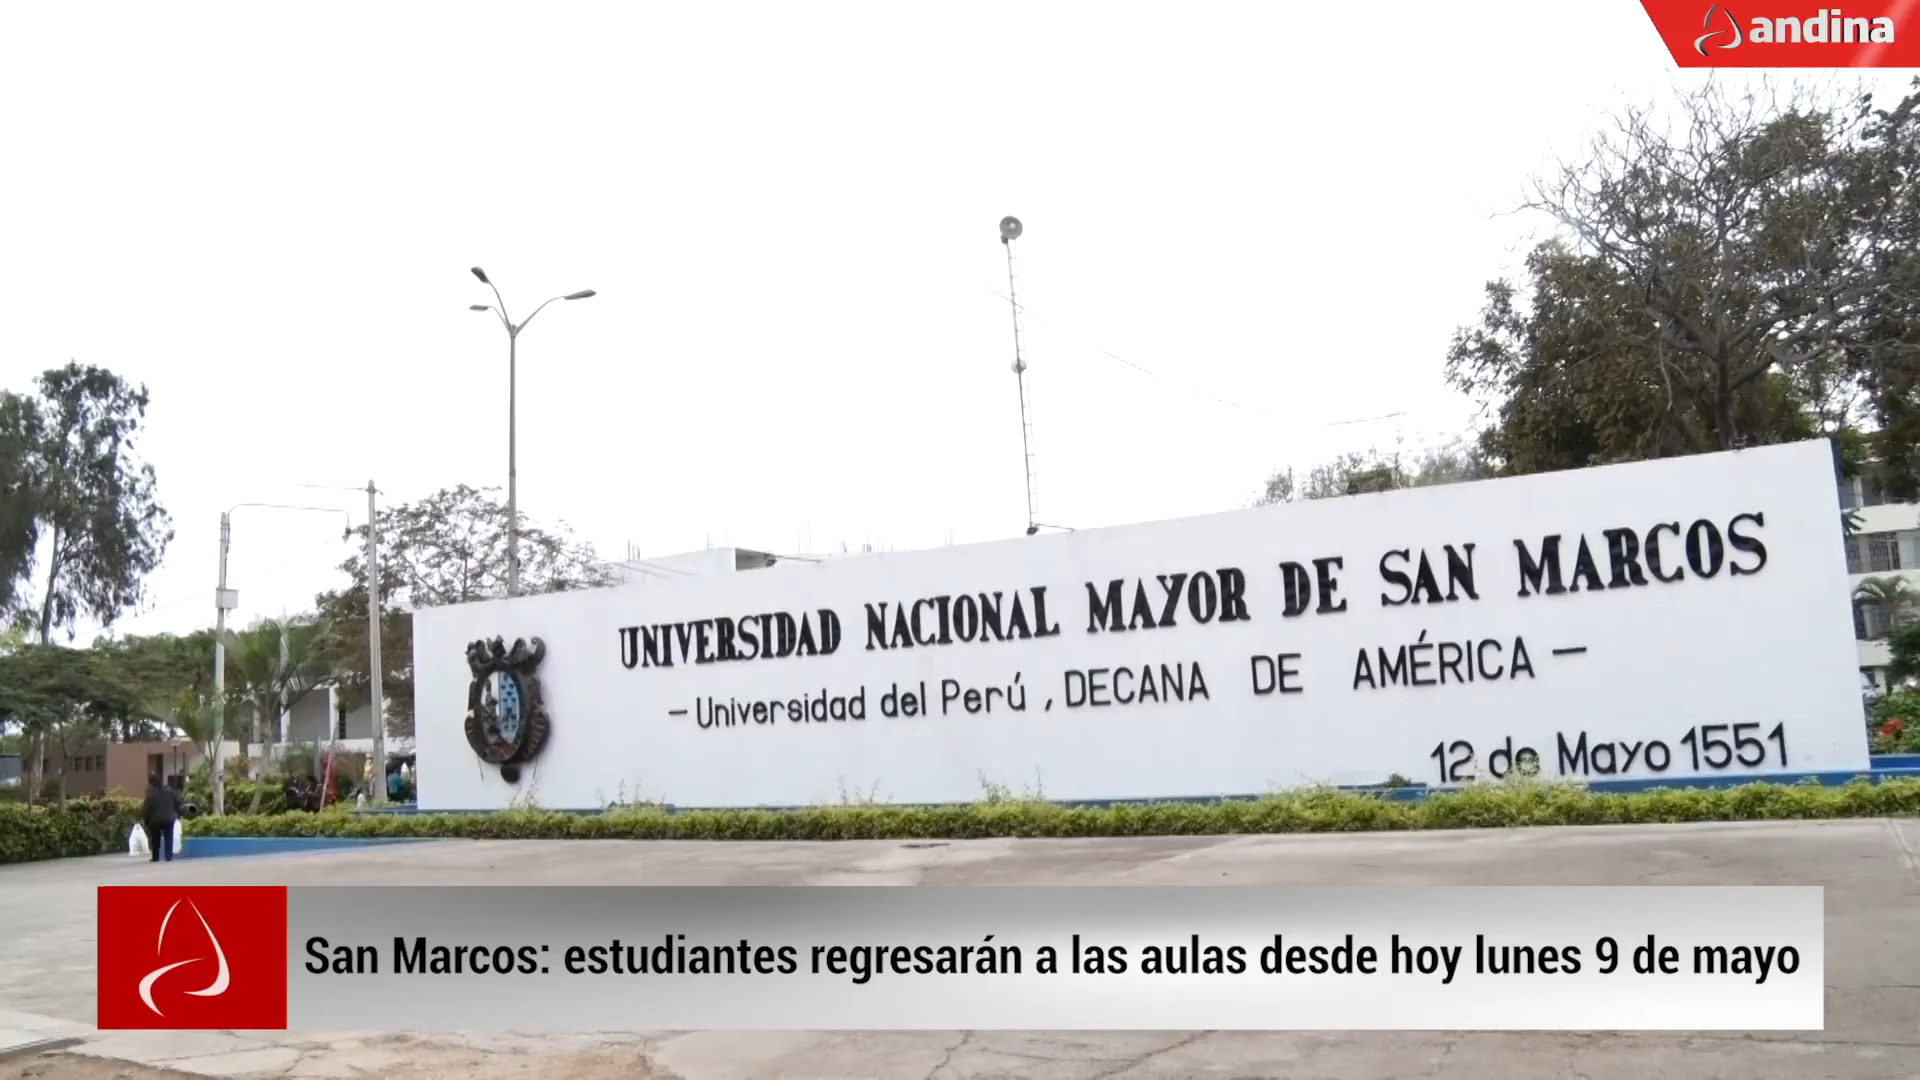 andina
UNIVERSIDAD NACIONAL MAYOR DE SAN MARCOS
– Universidad del Perú , DECANA DE AMÉRICA –
12 de Mayo 1551
San Marcos: estudiantes regresarán a las aulas desde hoy lunes 9 de mayo